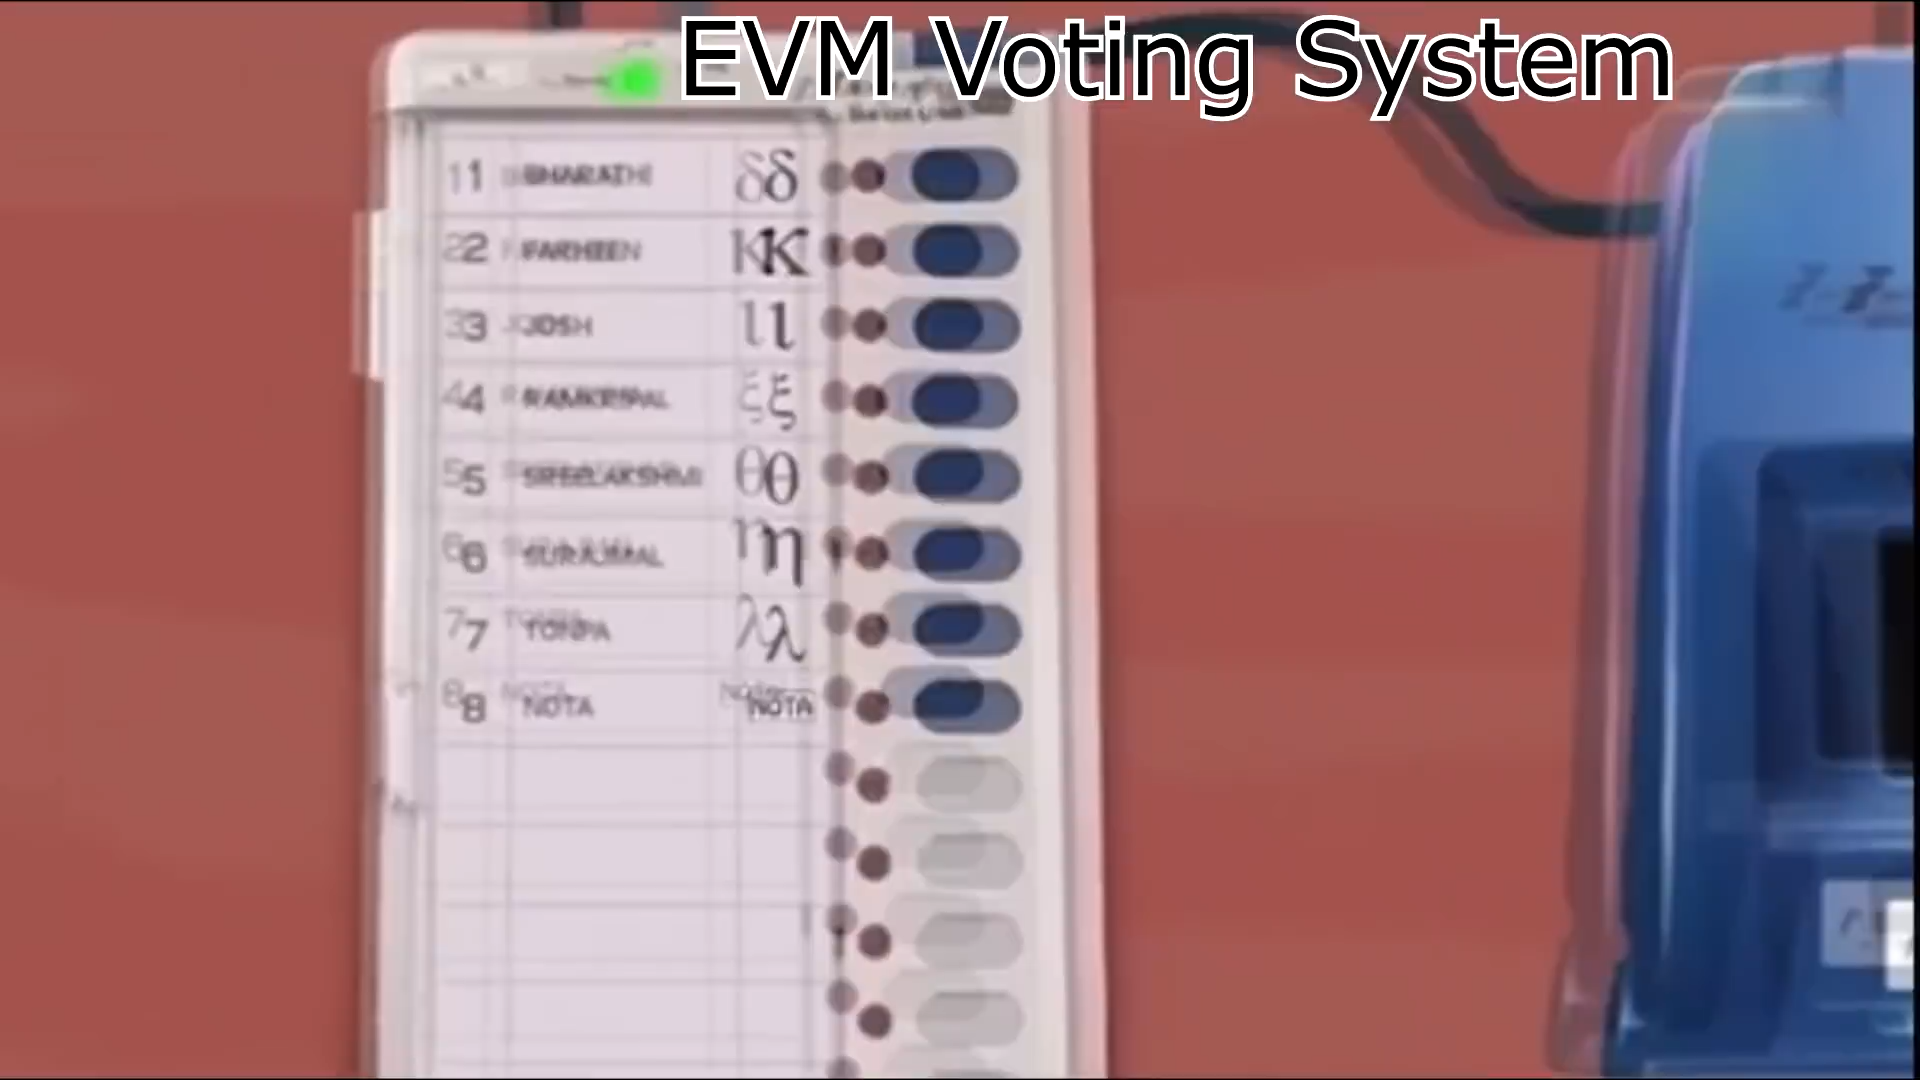 EVM Voting System
1 BHARATHI δ
2 FARHEEN K
3 JOSH ι
4 RAMKRIPAL ξ
5 SREELAKSHMI θ
6 SURAJMAL η
7 TONPA λ
8 NOTA NOTA